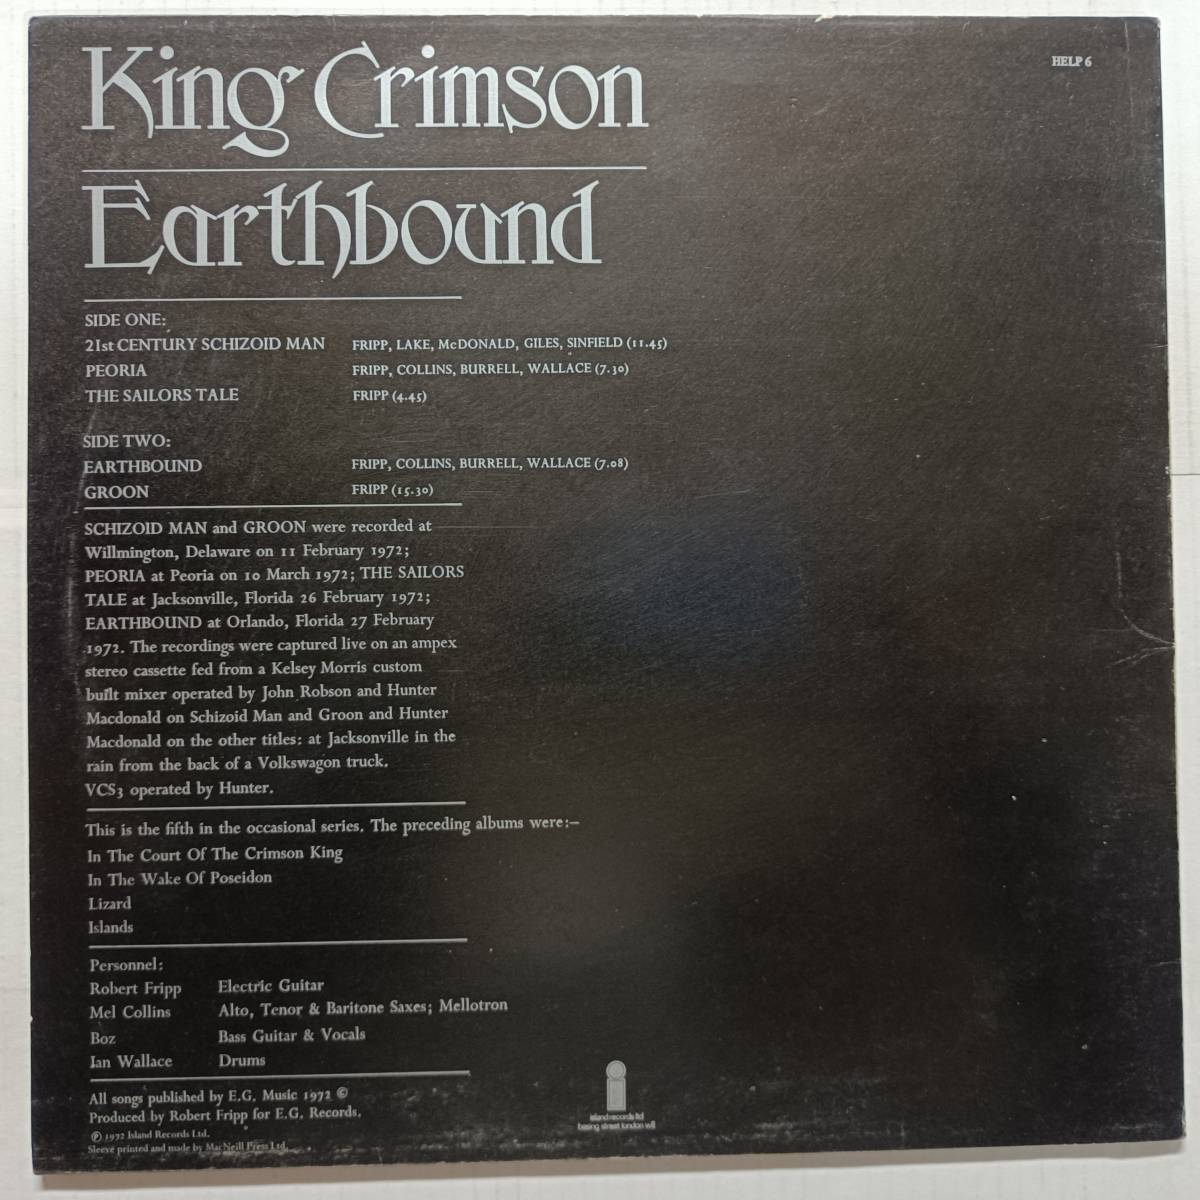 King Crimson
HELP 6
Earthbound
SIDE ONE:
21st CENTURY SCHIZOID MAN FRIPP, LAKE, McDONALD, GILES, SINFIELD (11.45)
PEORIA FRIPP, COLLINS, BURRELL, WALLACE (7.30)
THE SAILORS TALE FRIPP (4.45)
SIDE TWO:
EARTHBOUND FRIPP, COLLINS, BURRELL, WALLACE (7.08)
GROON FRIPP (15.30)
SCHIZOID MAN and GROON were recorded at
Willmington, Delaware on 11 February 1972;
PEORIA at Peoria on 10 March 1972; THE SAILORS
TALE at Jacksonville, Florida 26 February 1972;
EARTHBOUND at Orlando, Florida 27 February
1972. The recordings were captured live on an ampex
stereo cassette fed from a Kelsey Morris custom
built mixer operated by John Robson and Hunter
Macdonald on Schizoid Man and Groon and Hunter
Macdonald on the other titles: at Jacksonville in the
rain from the back of a Volkswagon truck.
VCS3 operated by Hunter.
This is the fifth in the occasional series. The preceding albums were:–
In The Court Of The Crimson King
In The Wake Of Poseidon
Lizard
Islands
Personnel:
Robert Fripp Electric Guitar
Mel Collins Alto, Tenor & Baritone Saxes; Mellotron
Boz Bass Guitar & Vocals
Ian Wallace Drums
All songs published by E.G. Music 1972 ©
Produced by Robert Fripp for E.G. Records.
℗ 1972 Island Records Ltd.
Sleeve printed and made by MacNeill Press Ltd.
island records ltd
basing street london w11